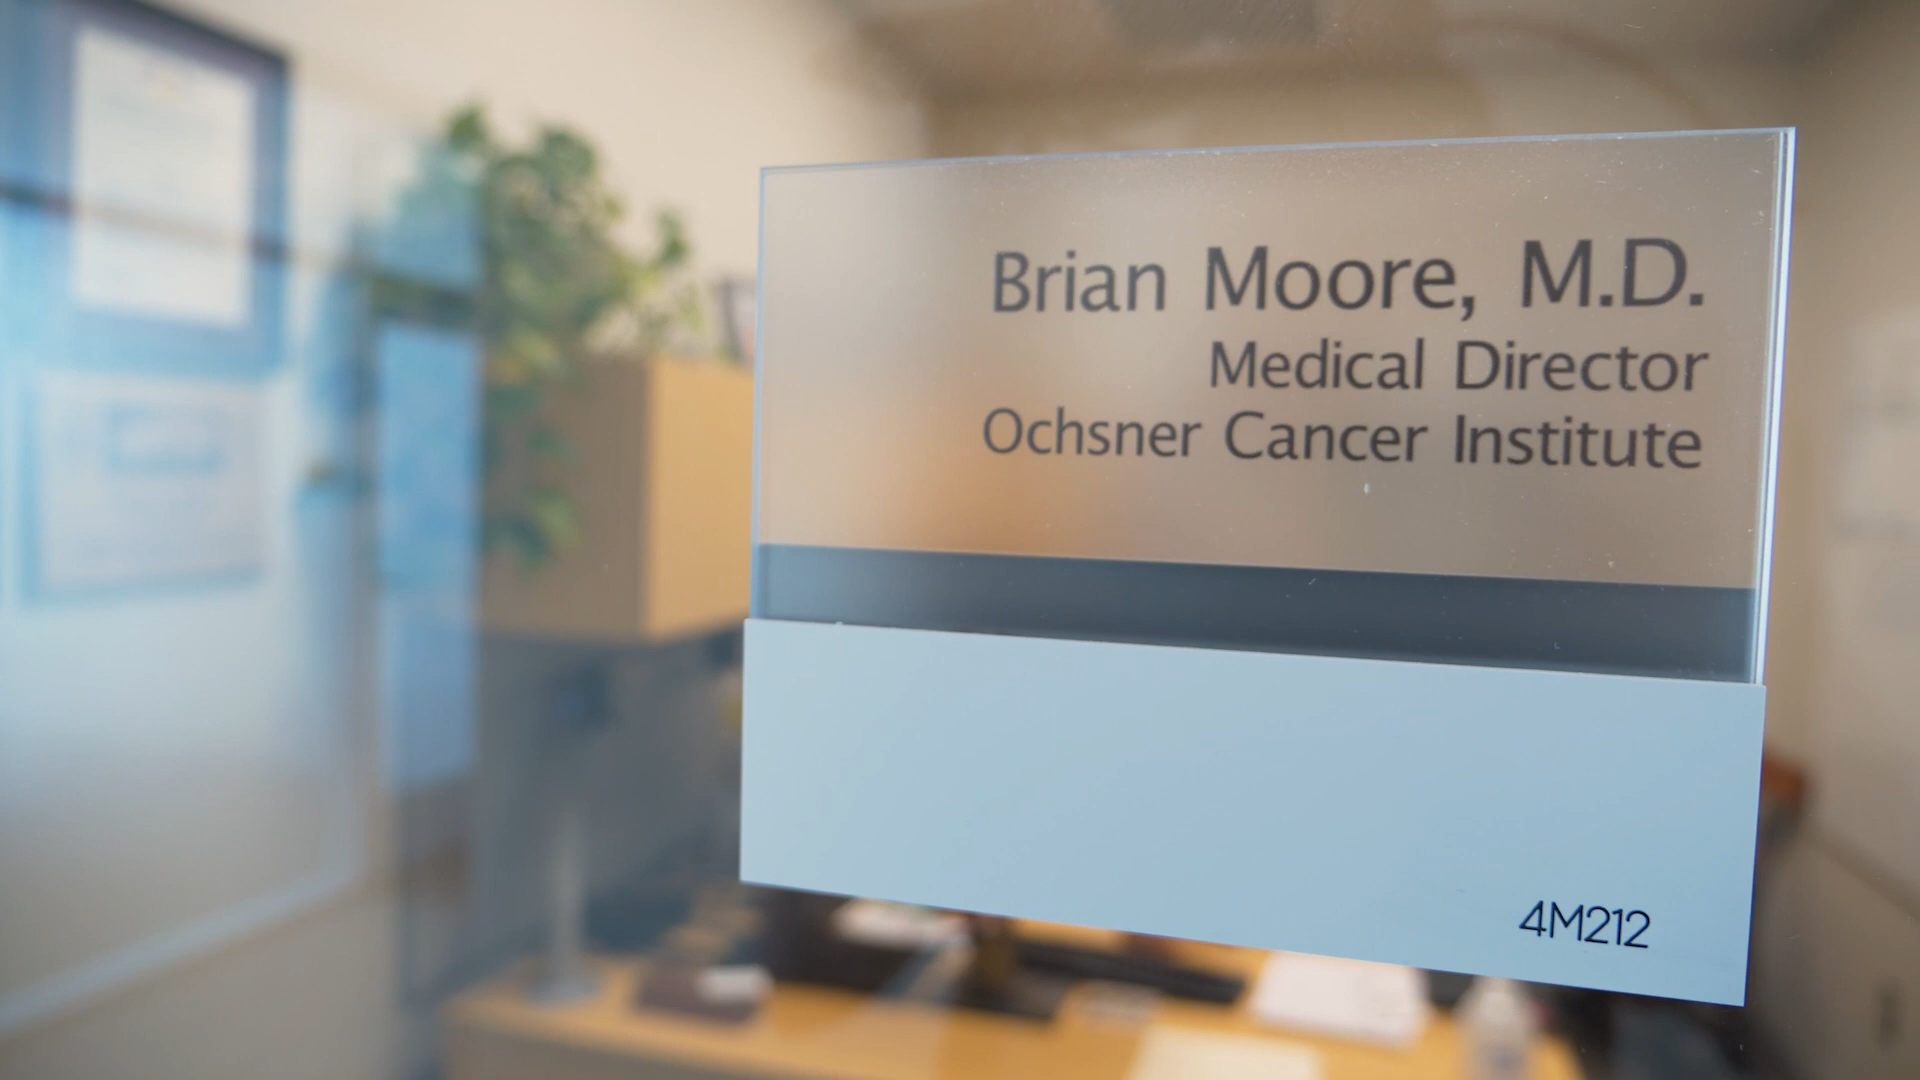 Brian Moore, M.D.
Medical Director
Ochsner Cancer Institute
4M212